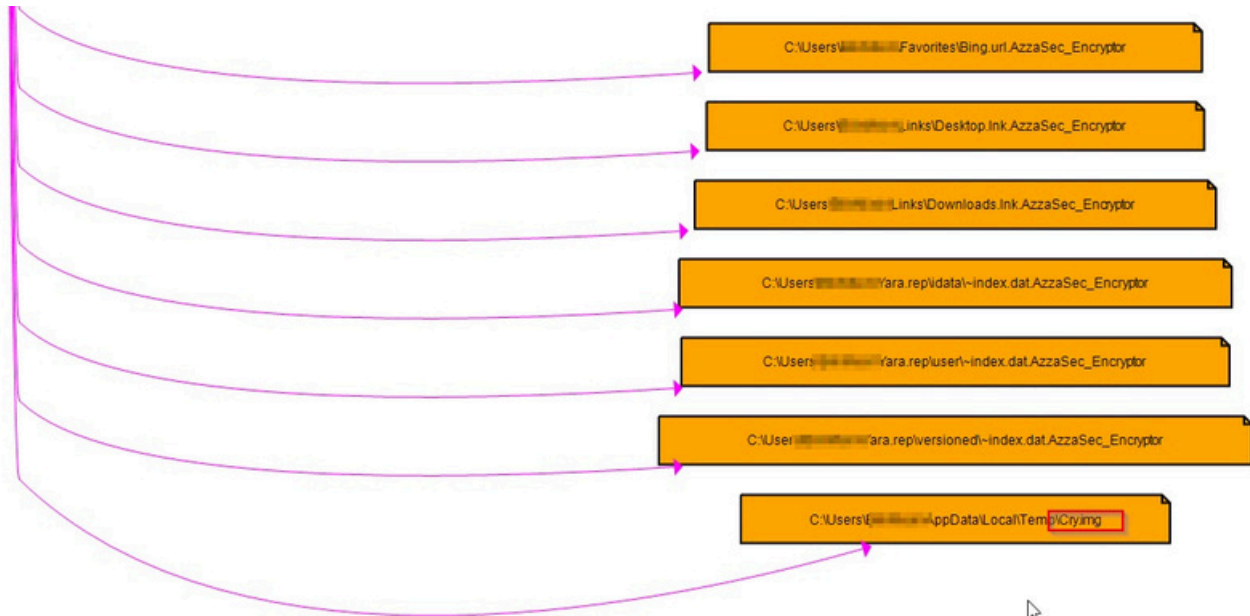 C:\Users\ Favorites\Bing.url.AzzaSec_Encryptor
C:\Users\ Links\Desktop.lnk.AzzaSec_Encryptor
C:\Users Links\Downloads.lnk.AzzaSec_Encryptor
C:\Users Yara.rep\idata\~index.dat.AzzaSec_Encryptor
C:\Users Yara.rep\user\~index.dat.AzzaSec_Encryptor
C:\User ara.rep\versioned\~index.dat.AzzaSec_Encryptor
C:\Users\ AppData\Local\Temp\Cry.img